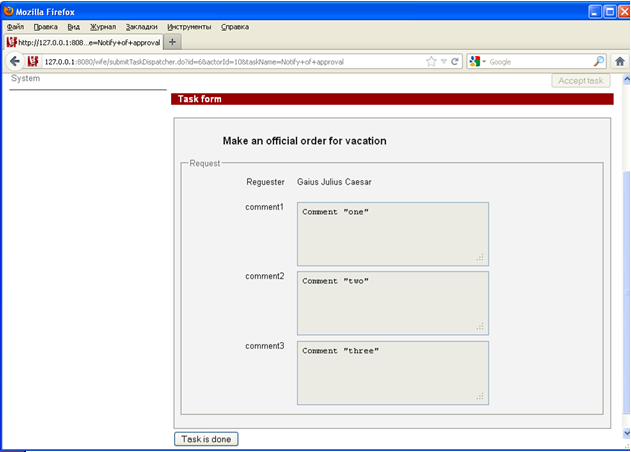 Mozilla Firefox
Файл Правка Вид Журнал Закладки Инструменты Справка
http://127.0.0.1:808...e=Notify+of+approval
127.0.0.1:8080/wfe/submitTaskDispatcher.do?id=6&actorId=10&taskName=Notify+of+approval
Google
System
Accept task
Task form
Make an official order for vacation
Request
Reguester Gaius Julius Caesar
comment1
Comment "one"
comment2
Comment "two"
comment3
Comment "three"
Task is done